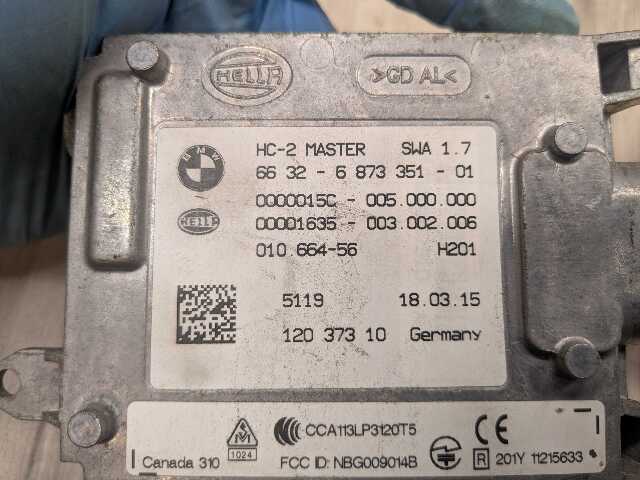 HELLA >GD AL<
HC-2 MASTER SWA 1.7
BMW 66 32 - 6 873 351 - 01
0000015C - 005.000.000
HELLA 00001635 - 003.002.006
010.664-56 H201
5119 18.03.15
120 373 10 Germany
CCA113LP3120T5 CE
Canada 310 1024 FCC ID: NBG009014B R 201Y 11215633